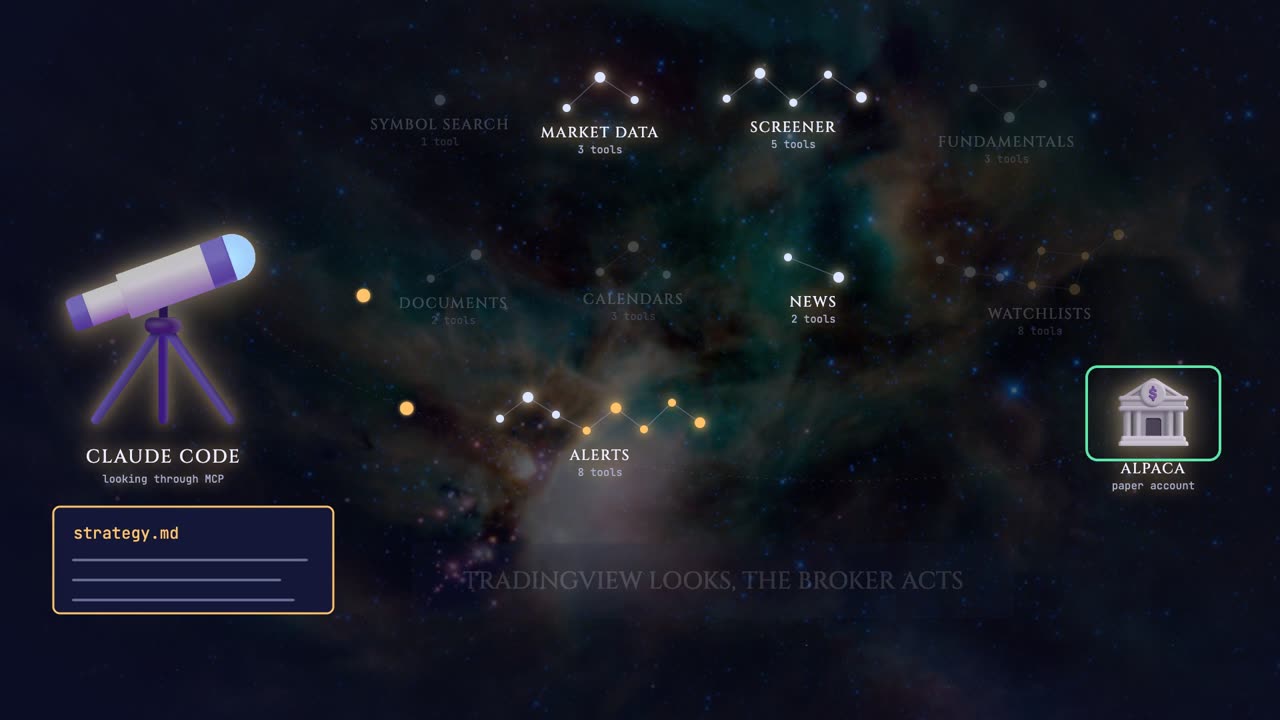 SYMBOL SEARCH
1 tool
MARKET DATA
3 tools
SCREENER
5 tools
FUNDAMENTALS
3 tools
DOCUMENTS
2 tools
CALENDARS
3 tools
NEWS
2 tools
WATCHLISTS
8 tools
ALERTS
8 tools
CLAUDE CODE
looking through MCP
$
ALPACA
paper account
strategy.md
TRADINGVIEW LOOKS, THE BROKER ACTS